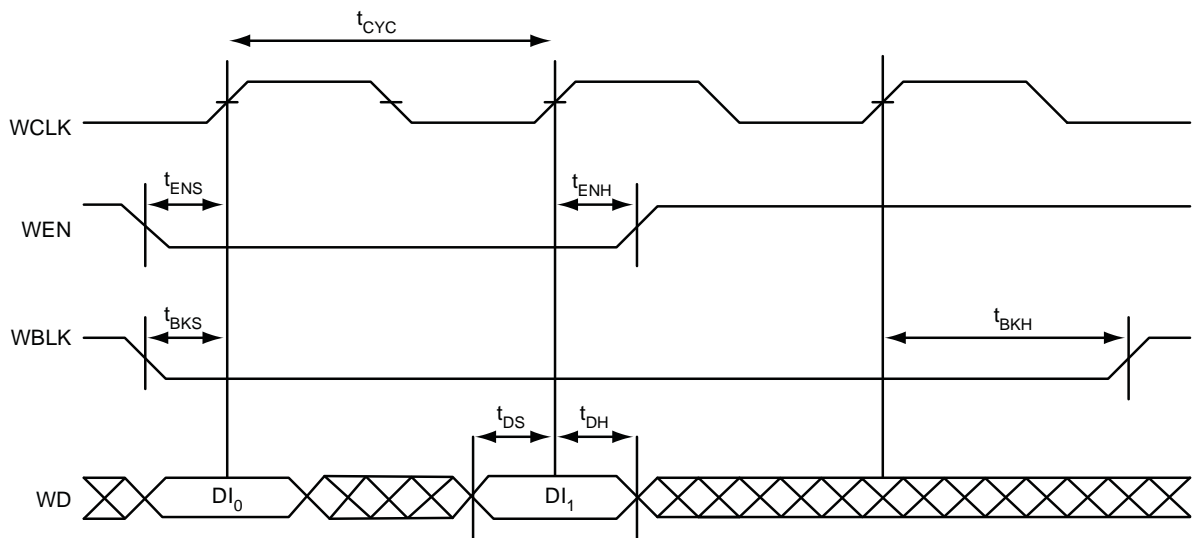 tCYC
WCLK
tENS
tENH
WEN
tBKS
tBKH
WBLK
tDS
tDH
WD
DI0
DI1